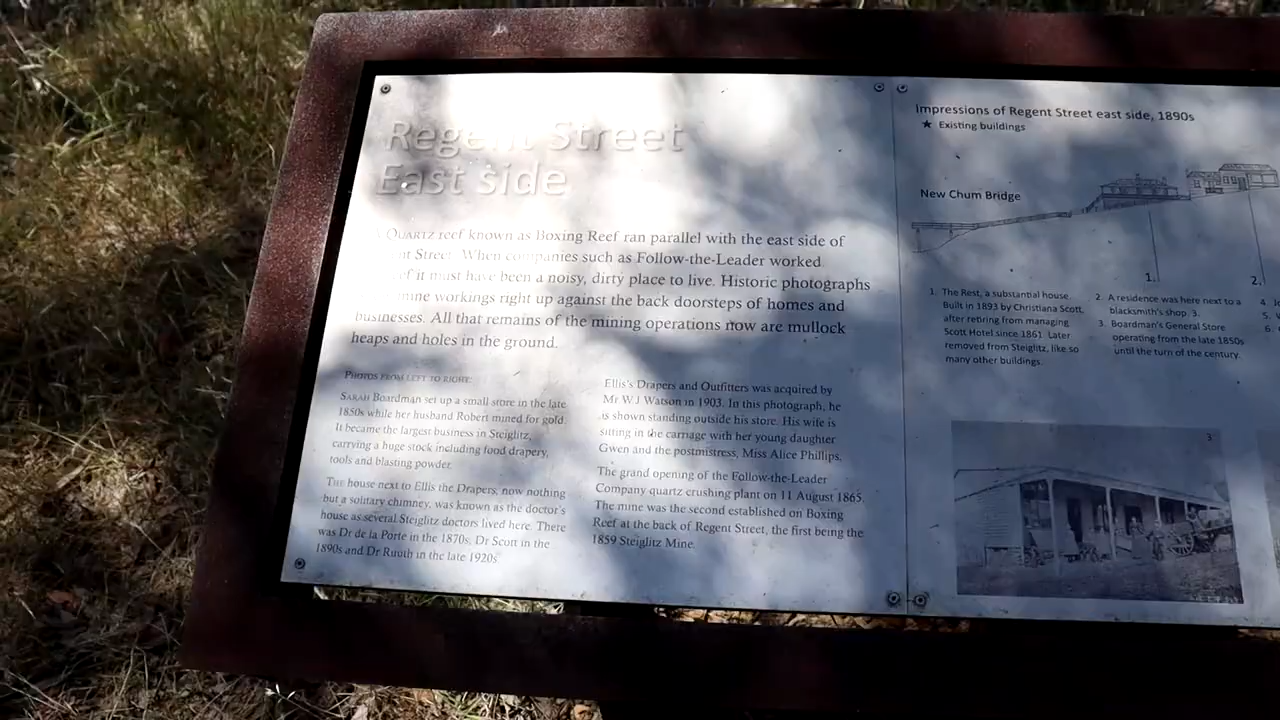 Regent Street
East side
A QUARTZ reef known as Boxing Reef ran parallel with the east side of
Street. When companies such as Follow-the-Leader worked
it must have been a noisy, dirty place to live. Historic photographs
mine workings right up against the back doorsteps of homes and
businesses. All that remains of the mining operations now are mullock
heaps and holes in the ground.
PHOTOS FROM LEFT TO RIGHT:
SARAH Boardman set up a small store in the late
1850s while her husband Robert mined for gold.
It became the largest business in Steiglitz,
carrying a huge stock including food drapery,
tools and blasting powder.
THE house next to Ellis the Drapers, now nothing
but a solitary chimney, was known as the doctor's
house as several Steiglitz doctors lived here. There
was Dr de la Porte in the 1870s, Dr Scott in the
1890s and Dr Ruoth in the late 1920s.
Ellis's Drapers and Outfitters was acquired by
Mr W.J Watson in 1903. In this photograph, he
is shown standing outside his store. His wife is
sitting in the carriage with her young daughter
Gwen and the postmistress, Miss Alice Phillips.
The grand opening of the Follow-the-Leader
Company quartz crushing plant on 11 August 1865.
The mine was the second established on Boxing
Reef at the back of Regent Street, the first being the
1859 Steiglitz Mine.
Impressions of Regent Street east side, 1890s
★ Existing buildings
New Chum Bridge
1.
2.
1. The Rest, a substantial house.
Built in 1893 by Christiana Scott,
after retiring from managing
Scott Hotel since 1861. Later
removed from Steiglitz, like so
many other buildings.
2. A residence was here next to a
blacksmith's shop. 3.
3. Boardman's General Store
operating from the late 1850s
until the turn of the century.
4.
5.
6.
3